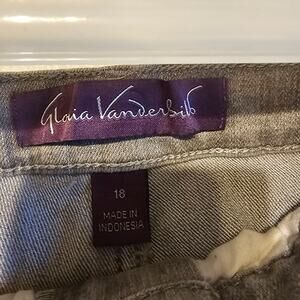 Gloria Vanderbilt
18
MADE IN
INDONESIA